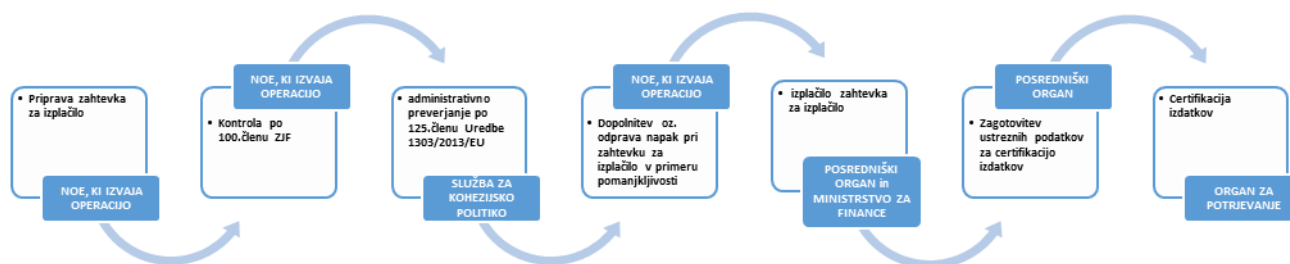 • Priprava zahtevka
za izplačilo
NOE, KI IZVAJA
OPERACIJO
NOE, KI IZVAJA
OPERACIJO
• Kontrola po
100.členu ZJF
• administrativno
preverjanje po
125.členu Uredbe
1303/2013/EU
SLUŽBA ZA
KOHEZIJSKO
POLITIKO
NOE, KI IZVAJA
OPERACIJO
• Dopolnitev oz.
odprava napak pri
zahtevku za
izplačilo v primeru
pomanjkljivosti
• izplačilo zahtevka
za izplačilo
POSREDNIŠKI
ORGAN in
MINISTRSTVO ZA
FINANCE
POSREDNIŠKI
ORGAN
• Zagotovitev
ustreznih podatkov
za certifikacijo
izdatkov
• Certifikacija
izdatkov
ORGAN ZA
POTRJEVANJE